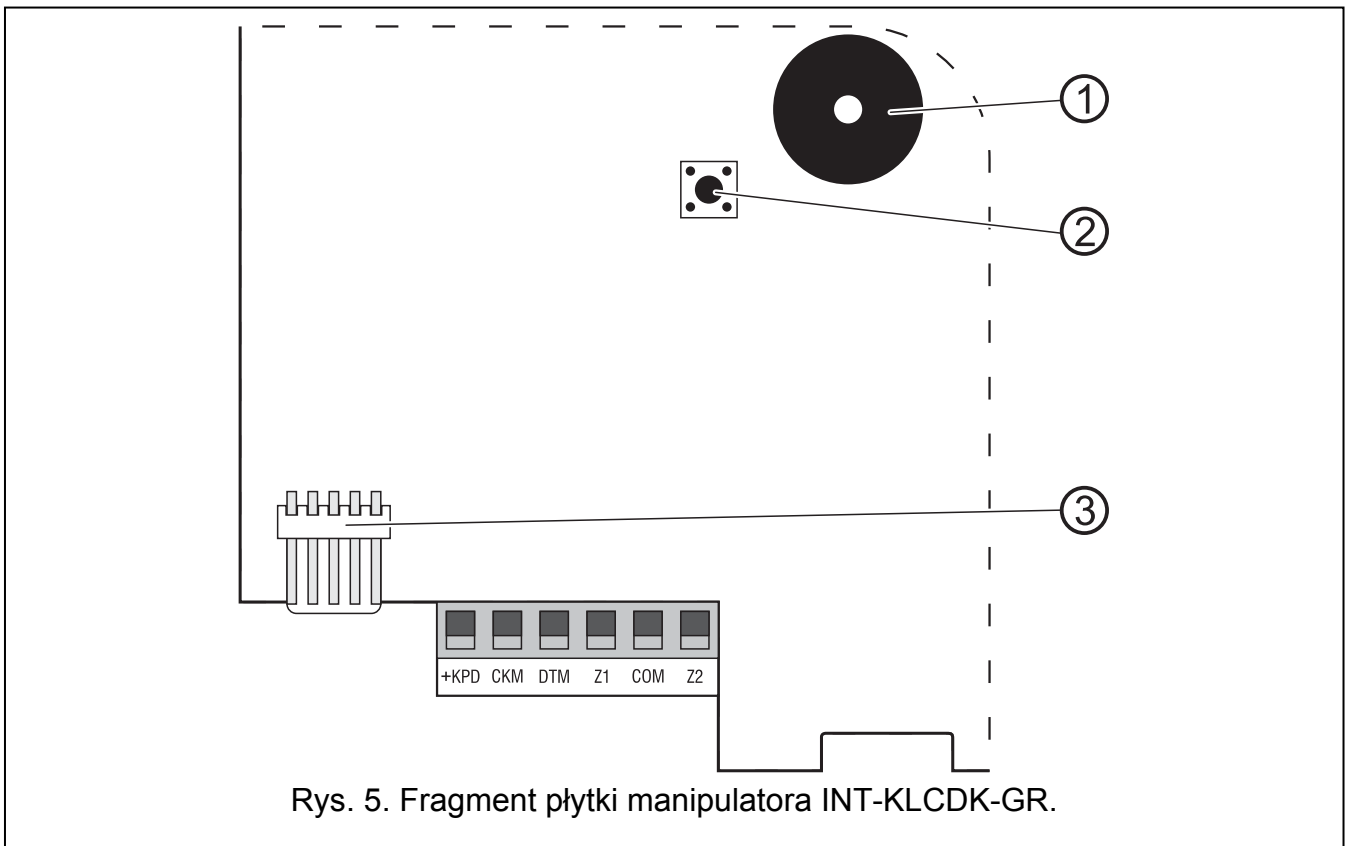 1
2
3
+KPD CKM DTM Z1 COM Z2
Rys. 5. Fragment płytki manipulatora INT-KLCDK-GR.